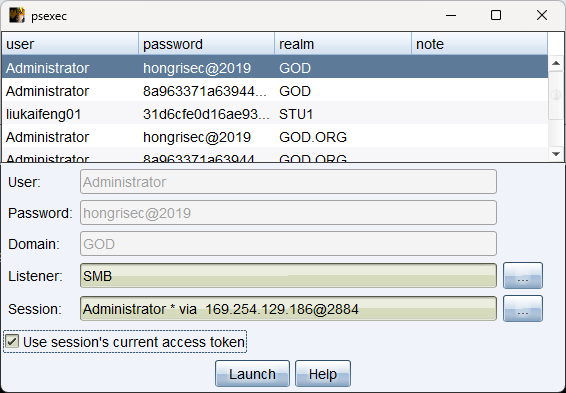 psexec
user password realm note
Administrator hongrisec@2019 GOD
Administrator 8a963371a63944... GOD
liukaifeng01 31d6cfe0d16ae93... STU1
Administrator hongrisec@2019 GOD.ORG
Administrator 8a963371a63944... GOD.ORG
User: Administrator
Password: hongrisec@2019
Domain: GOD
Listener: SMB ...
Session: Administrator * via 169.254.129.186@2884 ...
Use session's current access token
Launch Help